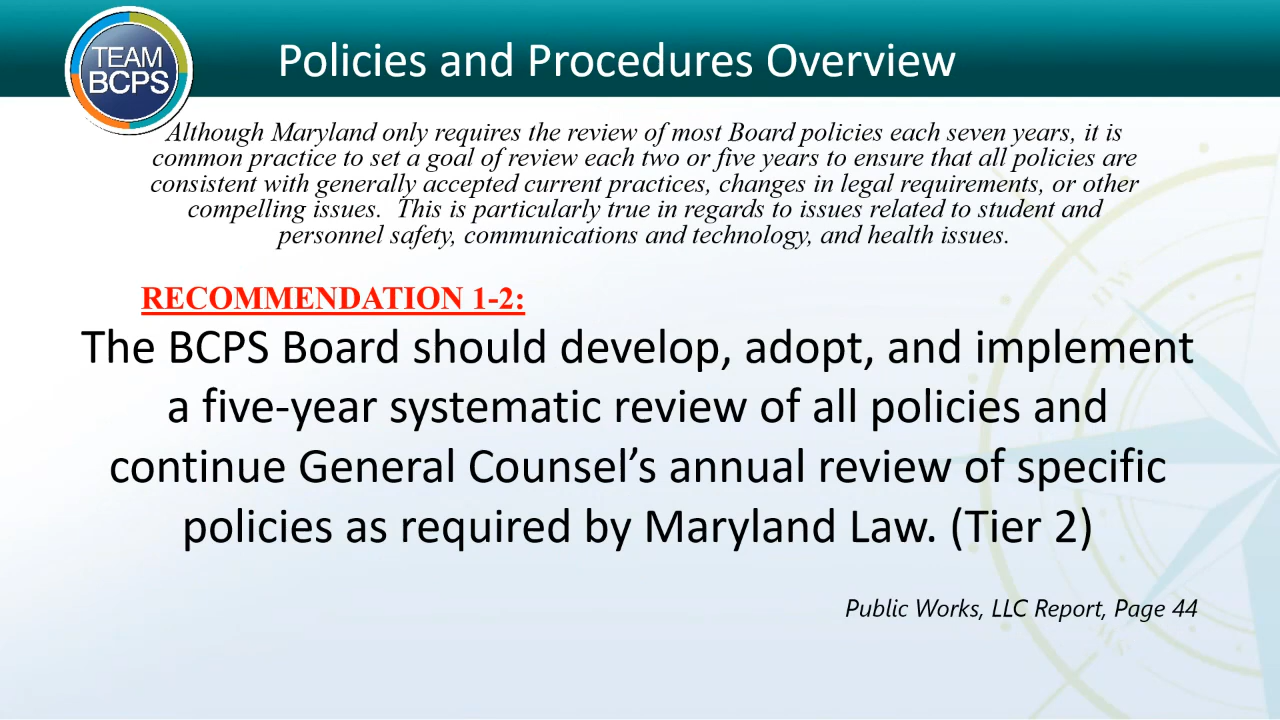 TEAM
BCPS
Policies and Procedures Overview
Although Maryland only requires the review of most Board policies each seven years, it is
common practice to set a goal of review each two or five years to ensure that all policies are
consistent with generally accepted current practices, changes in legal requirements, or other
compelling issues.  This is particularly true in regards to issues related to student and
personnel safety, communications and technology, and health issues.
RECOMMENDATION 1-2:
The BCPS Board should develop, adopt, and implement
a five-year systematic review of all policies and
continue General Counsel’s annual review of specific
policies as required by Maryland Law. (Tier 2)
Public Works, LLC Report, Page 44